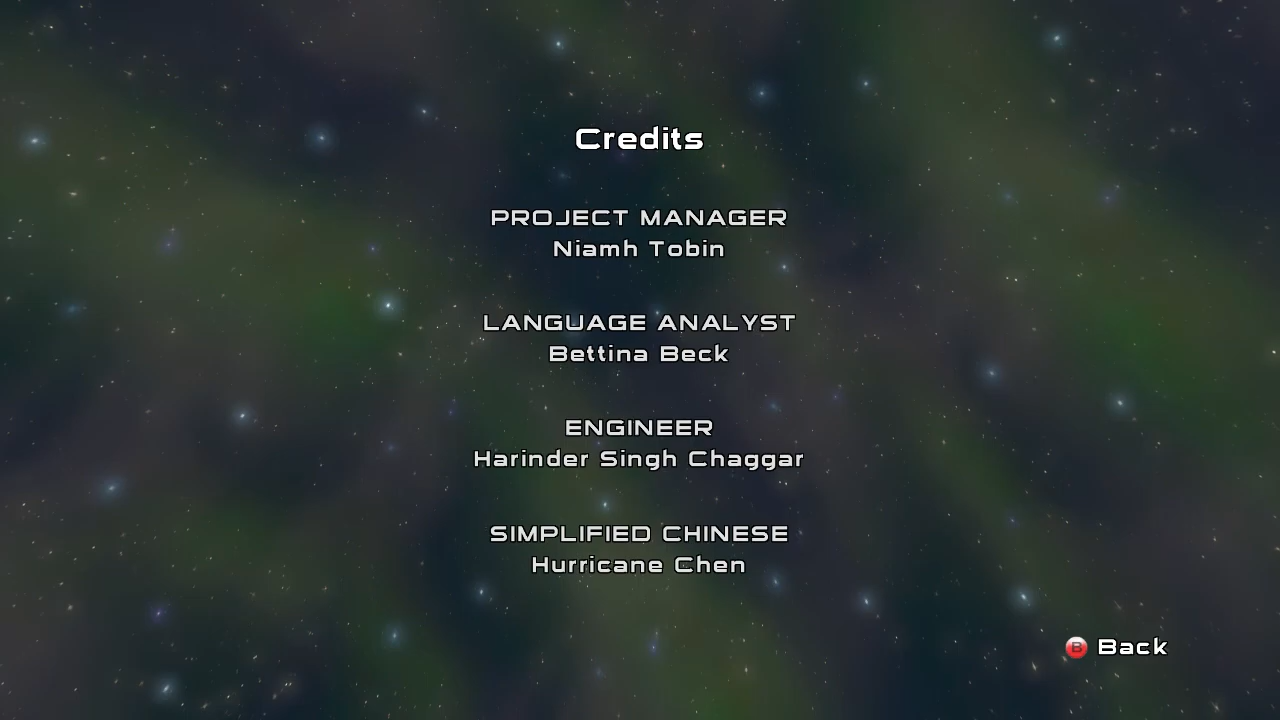 Credits
PROJECT MANAGER
Niamh Tobin
LANGUAGE ANALYST
Bettina Beck
ENGINEER
Harinder Singh Chaggar
SIMPLIFIED CHINESE
Hurricane Chen
B Back